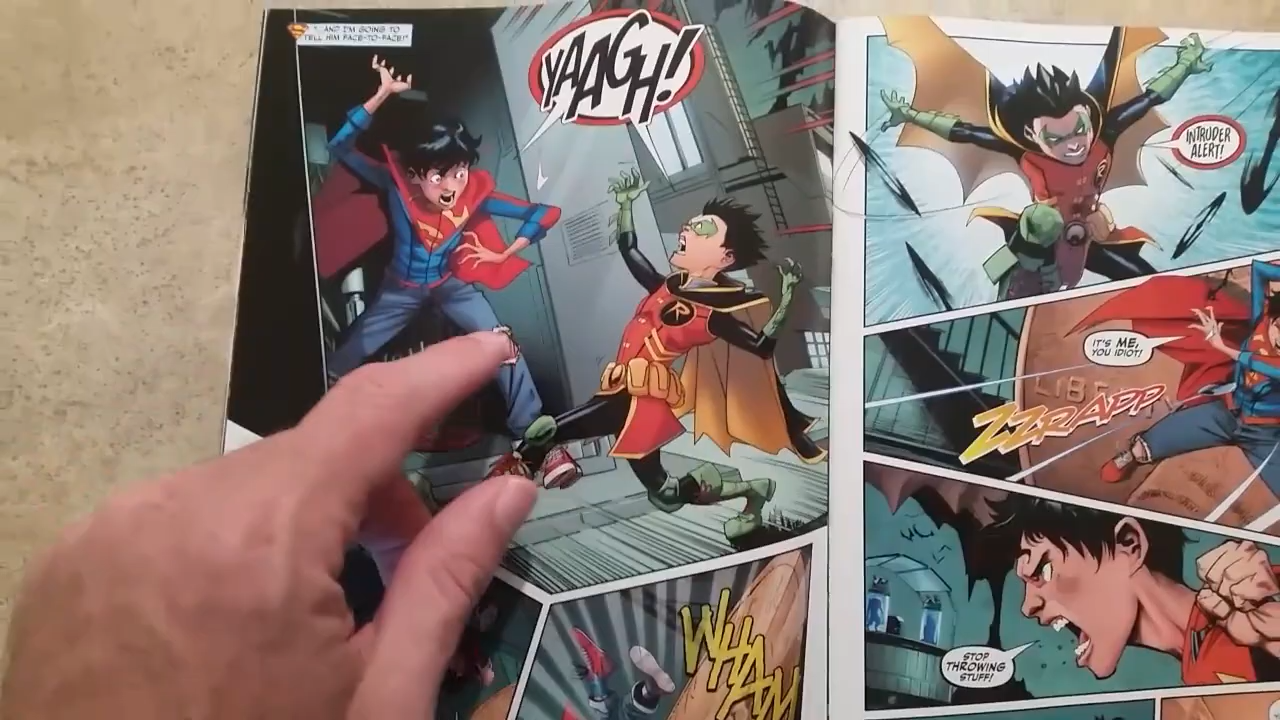 "...AND I'M GOING TO
TELL HIM FACE-TO-FACE!"
YAAGH!
R
WHAM
INTRUDER
ALERT!
R
IT'S ME,
YOU IDIOT!
LIBE
ZZRAPP
STOP
THROWING
STUFF!